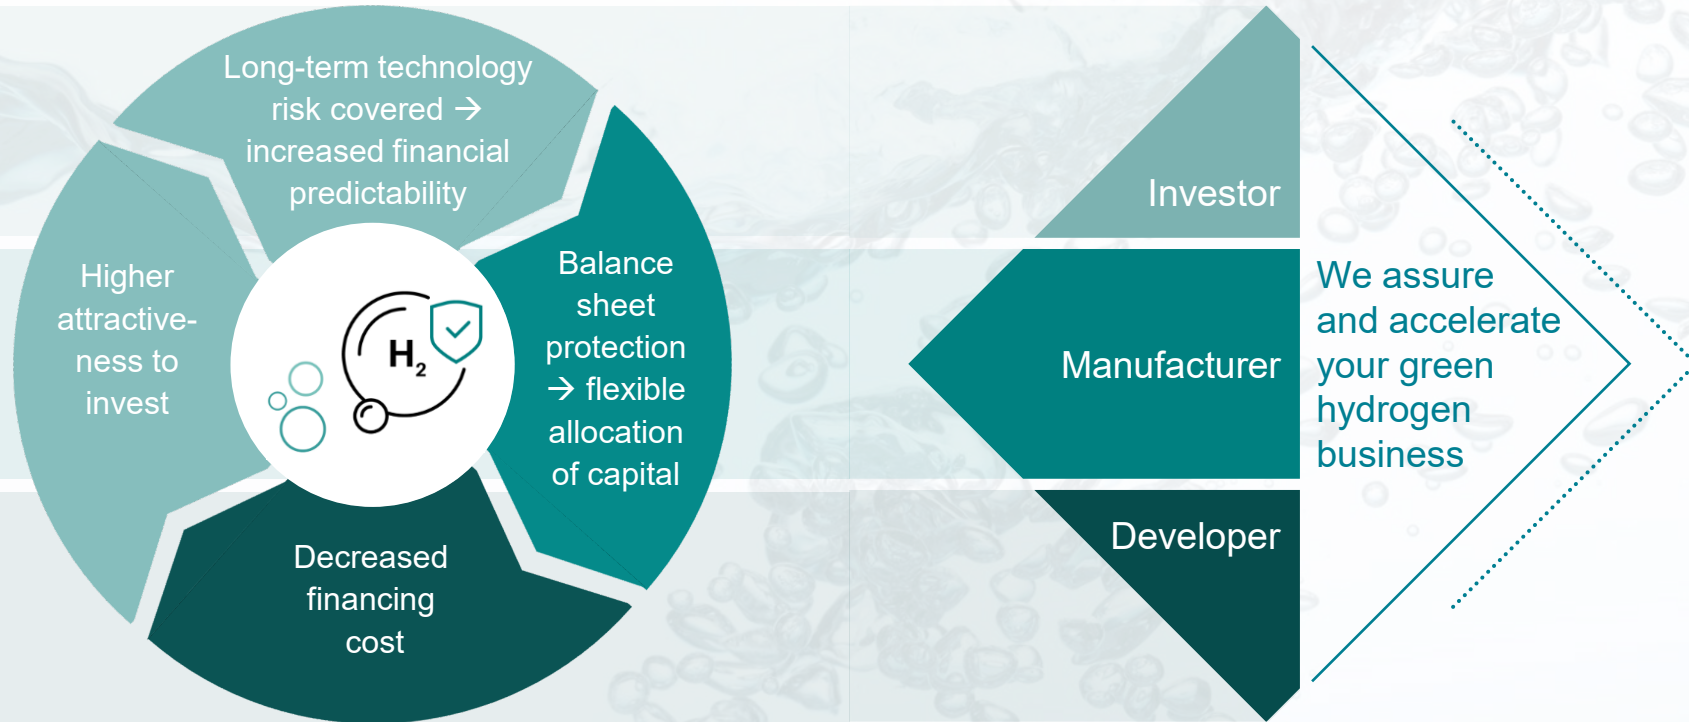 Long-term technology
risk covered →
increased financial
predictability
Balance
sheet
protection
→ flexible
allocation
of capital
Decreased
financing
cost
Higher
attractive-
ness to
invest
H₂
Investor
Manufacturer
Developer
We assure
and accelerate
your green
hydrogen
business